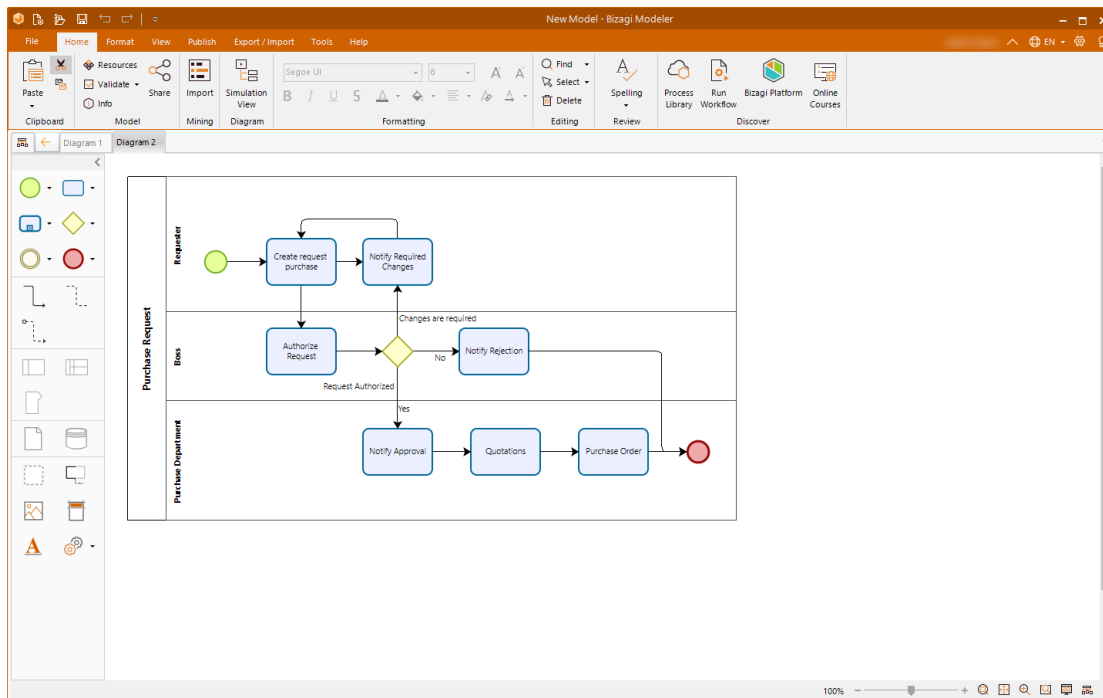 New Model - Bizagi Modeler
File Home Format View Publish Export / Import Tools Help
EN
Paste
Resources
Validate
Info
Share
Import
Simulation
View
Segoe UI
8
B I U S A
Find
Select
Delete
Spelling
Process
Library
Run
Workflow
Bizagi Platform
Online
Courses
Clipboard Model Mining Diagram Formatting Editing Review Discover
Diagram 1 Diagram 2
Purchase Request
Requester
Create request
purchase
Notify Required
Changes
Changes are required
Boss
Authorize
Request
No
Notify Rejection
Request Authorized
Yes
Purchase Department
Notify Approval
Quotations
Purchase Order
100%